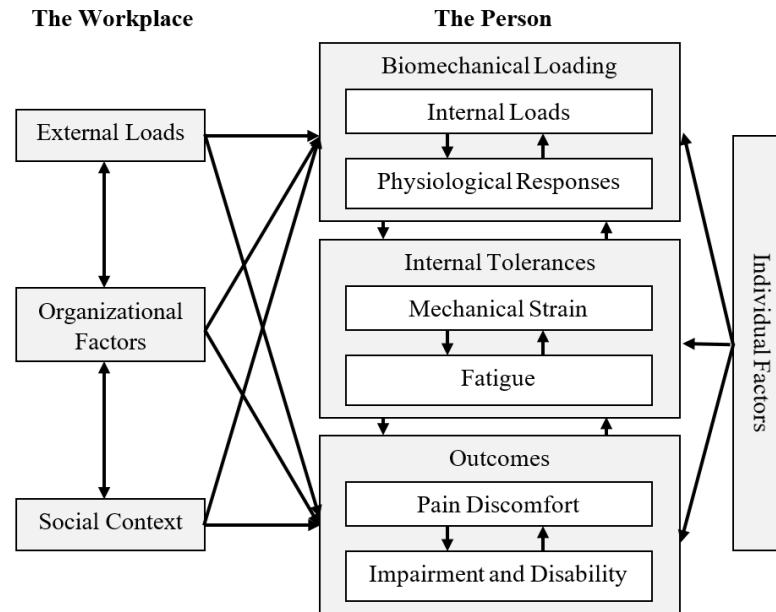 The Workplace
The Person
Biomechanical Loading
Internal Loads
Physiological Responses
External Loads
Internal Tolerances
Mechanical Strain
Fatigue
Organizational
Factors
Outcomes
Pain Discomfort
Impairment and Disability
Social Context
Individual Factors